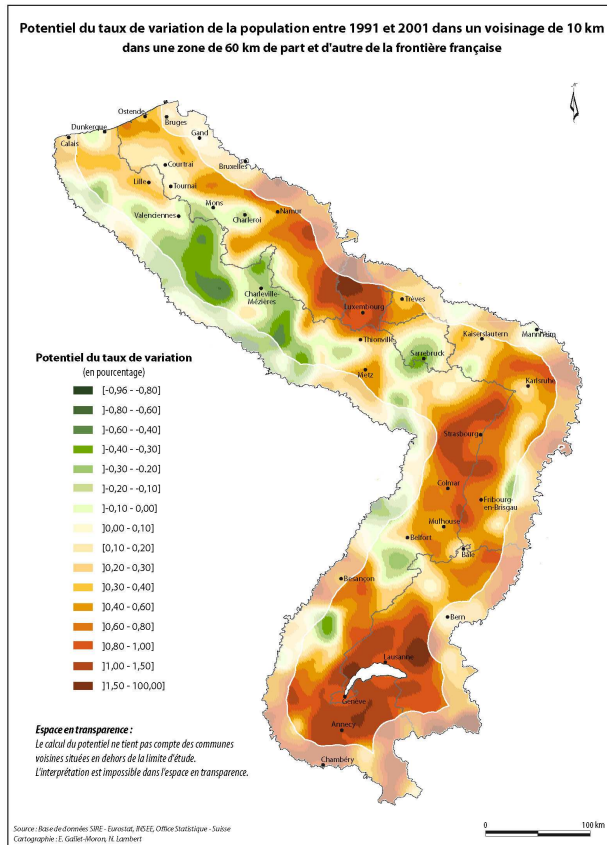 Potentiel du taux de variation de la population entre 1991 et 2001 dans un voisinage de 10 km
dans une zone de 60 km de part et d'autre de la frontière française
Ostende
Bruges
Dunkerque
Gand
Calais
Bruxelles
Courtrai
Lille
Tournai
Mons
Namur
Valenciennes
Charleroi
Charleville-
Mézières
Luxembourg
Trèves
Thionville
Sarrebruck
Kaiserslautern
Mannheim
Metz
Karlsruhe
Strasbourg
Colmar
Fribourg
en-Brisgau
Mulhouse
Belfort
Bâle
Besançon
Bern
Lausanne
Genève
Annecy
Chambéry
Potentiel du taux de variation
(en pourcentage)
[-0,96 - -0,80]
]-0,80 - -0,60]
]-0,60 - -0,40]
]-0,40 - -0,30]
]-0,30 - -0.20]
]-0,20 - -0,10]
]-0,10 - 0,00]
]0,00 - 0,10]
[0,10 - 0,20]
]0,20 - 0,30]
]0,30 - 0,40]
]0,40 - 0,60]
]0,60 - 0,80]
]0,80 - 1,00]
]1,00 - 1,50]
]1,50 - 100,00]
Espace en transparence :
Le calcul du potentiel ne tient pas compte des communes
voisines situées en dehors de la limite d'étude.
L'interprétation est impossible dans l'espace en transparence.
Source : Base de données SIRE - Eurostat, INSEE, Office Statistique - Suisse
Cartographie : E. Gallet-Moron, H. Lambert
0 100 km